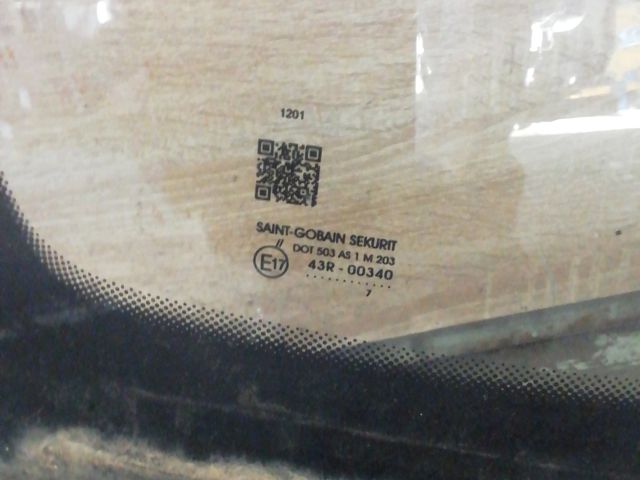 1201
SAINT-GOBAIN SEKURIT
//
DOT 503 AS 1 M 203
E17
43R - 00340
............
7